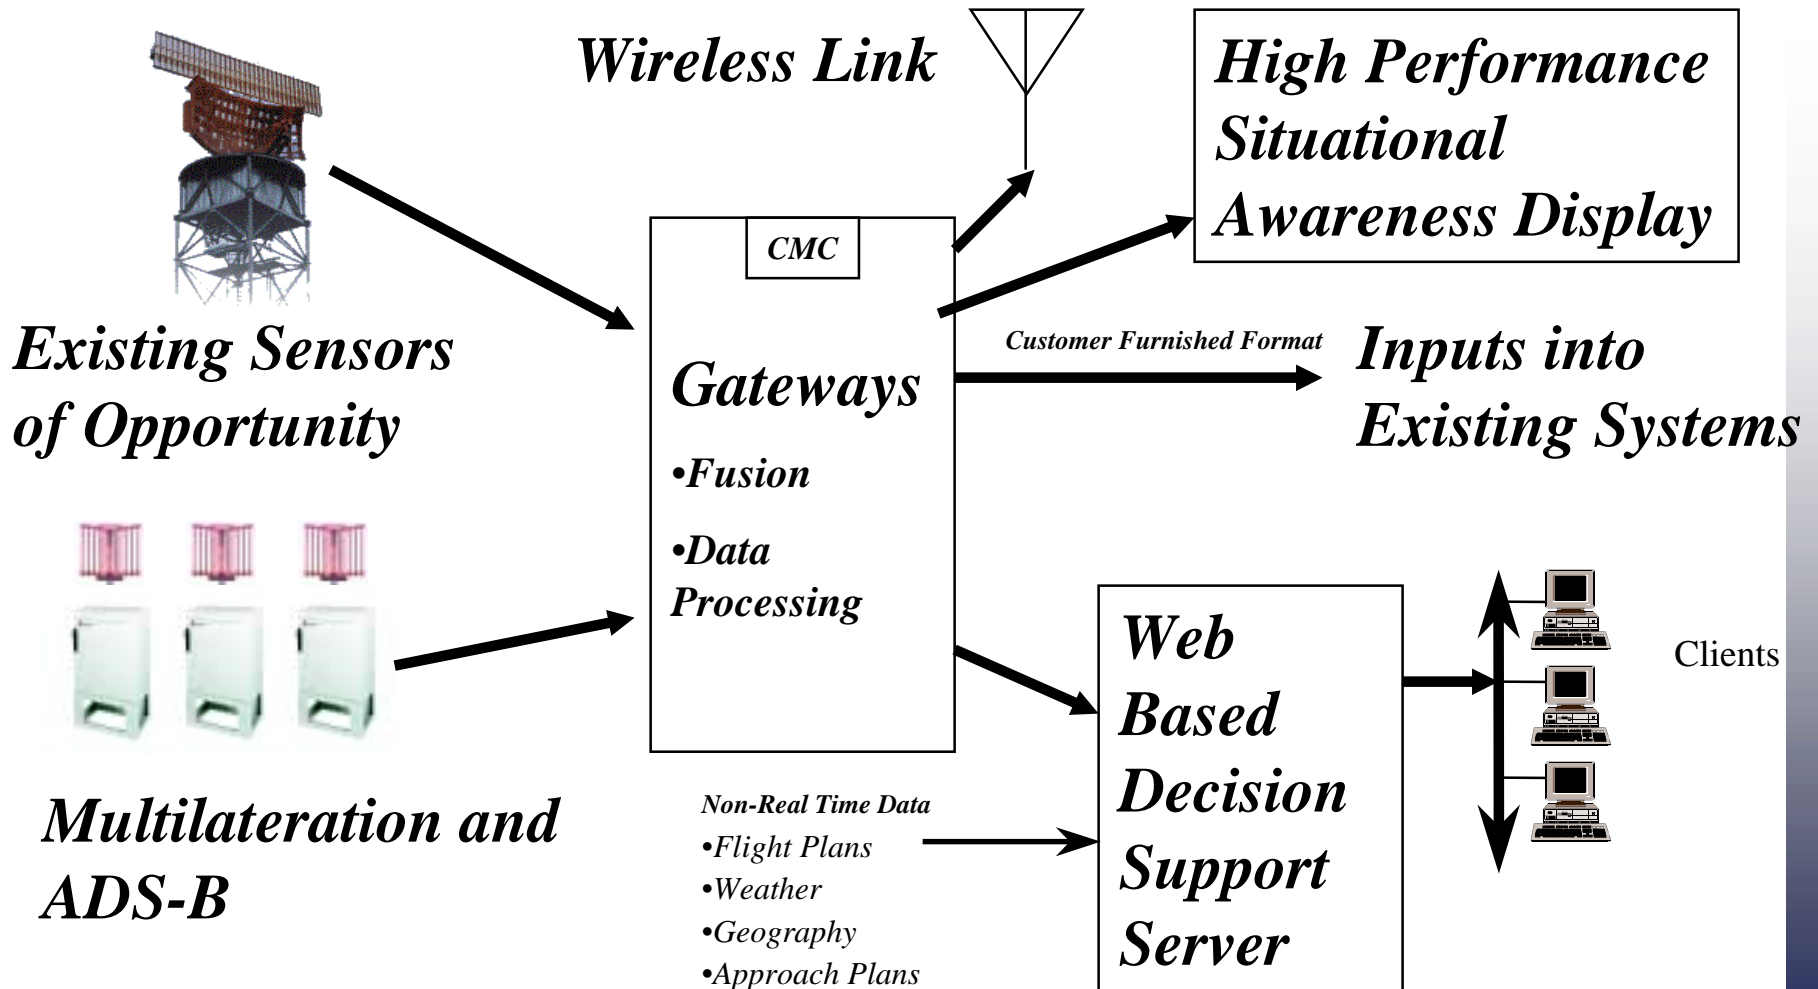 Wireless Link
High Performance
Situational
Awareness Display
CMC
Existing Sensors
of Opportunity
Gateways
•Fusion
•Data
Processing
Customer Furnished Format
Inputs into
Existing Systems
Multilateration and
ADS-B
Non-Real Time Data
•Flight Plans
•Weather
•Geography
•Approach Plans
Web
Based
Decision
Support
Server
Clients